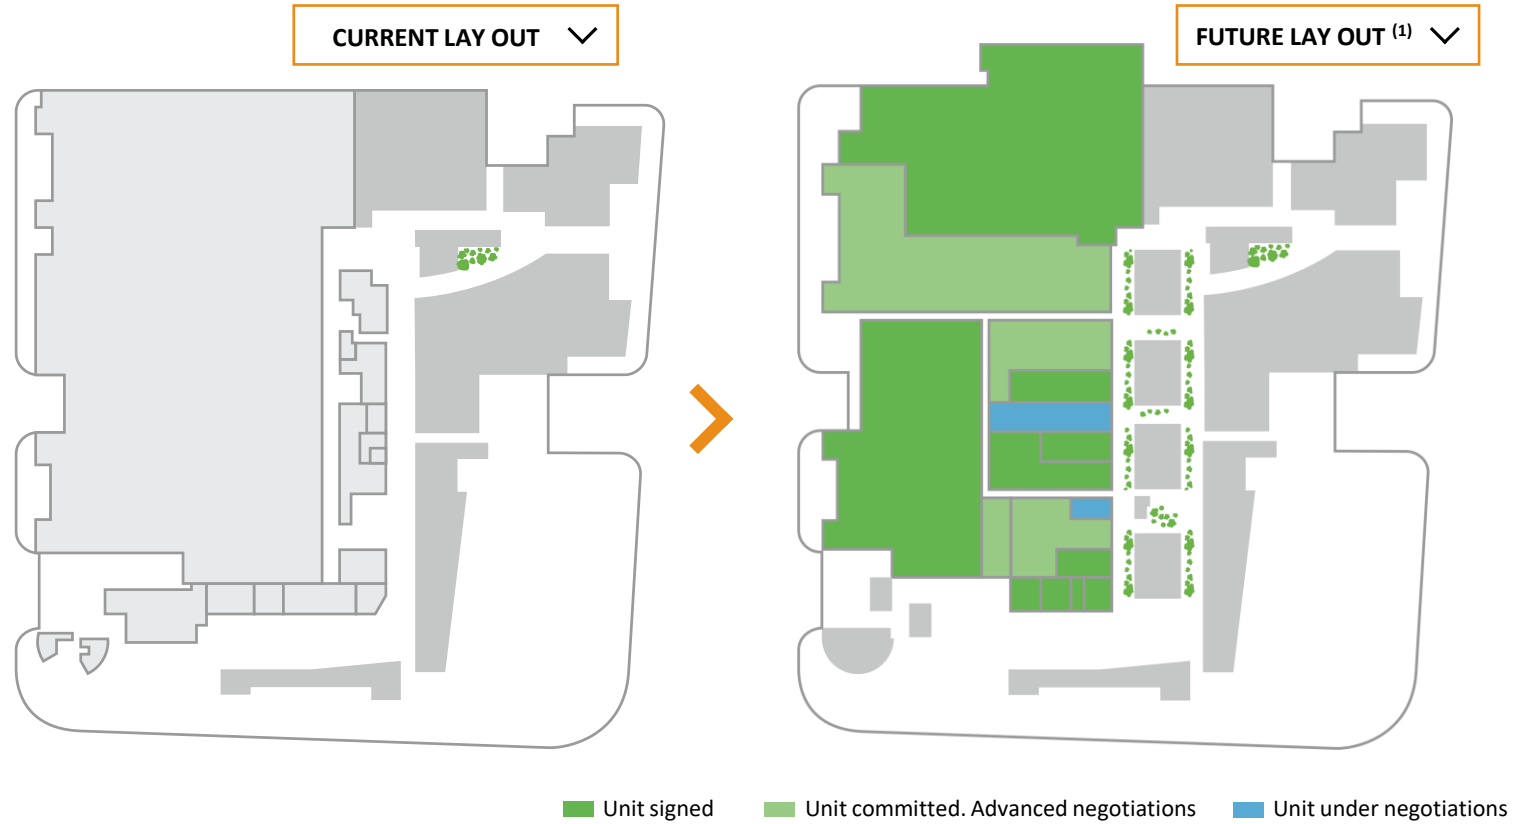 CURRENT LAY OUT
FUTURE LAY OUT (1)
Unit signed
Unit committed. Advanced negotiations
Unit under negotiations